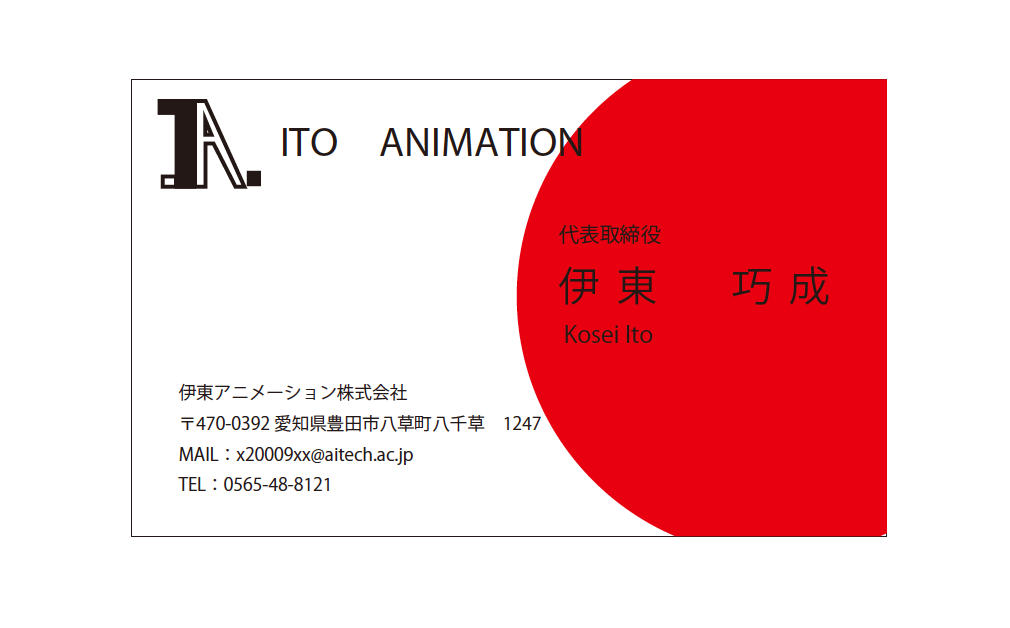 IA.
ITO　ANIMATION
代表取締役
伊東　巧成
Kosei Ito
伊東アニメーション株式会社
〒470-0392 愛知県豊田市八草町八千草　1247
MAIL：x20009xx@aitech.ac.jp
TEL：0565-48-8121